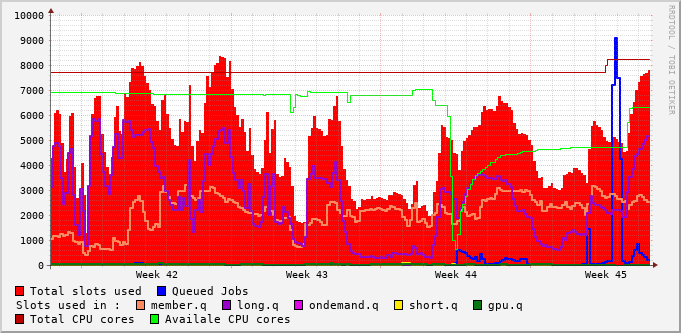 10000
9000
8000
7000
6000
5000
4000
3000
2000
1000
0
Week 42 Week 43 Week 44 Week 45
RRDTOOL / TOBI OETIKER
Total slots used Queued Jobs
Slots used in : member.q long.q ondemand.q short.q gpu.q
Total CPU cores Availale CPU cores